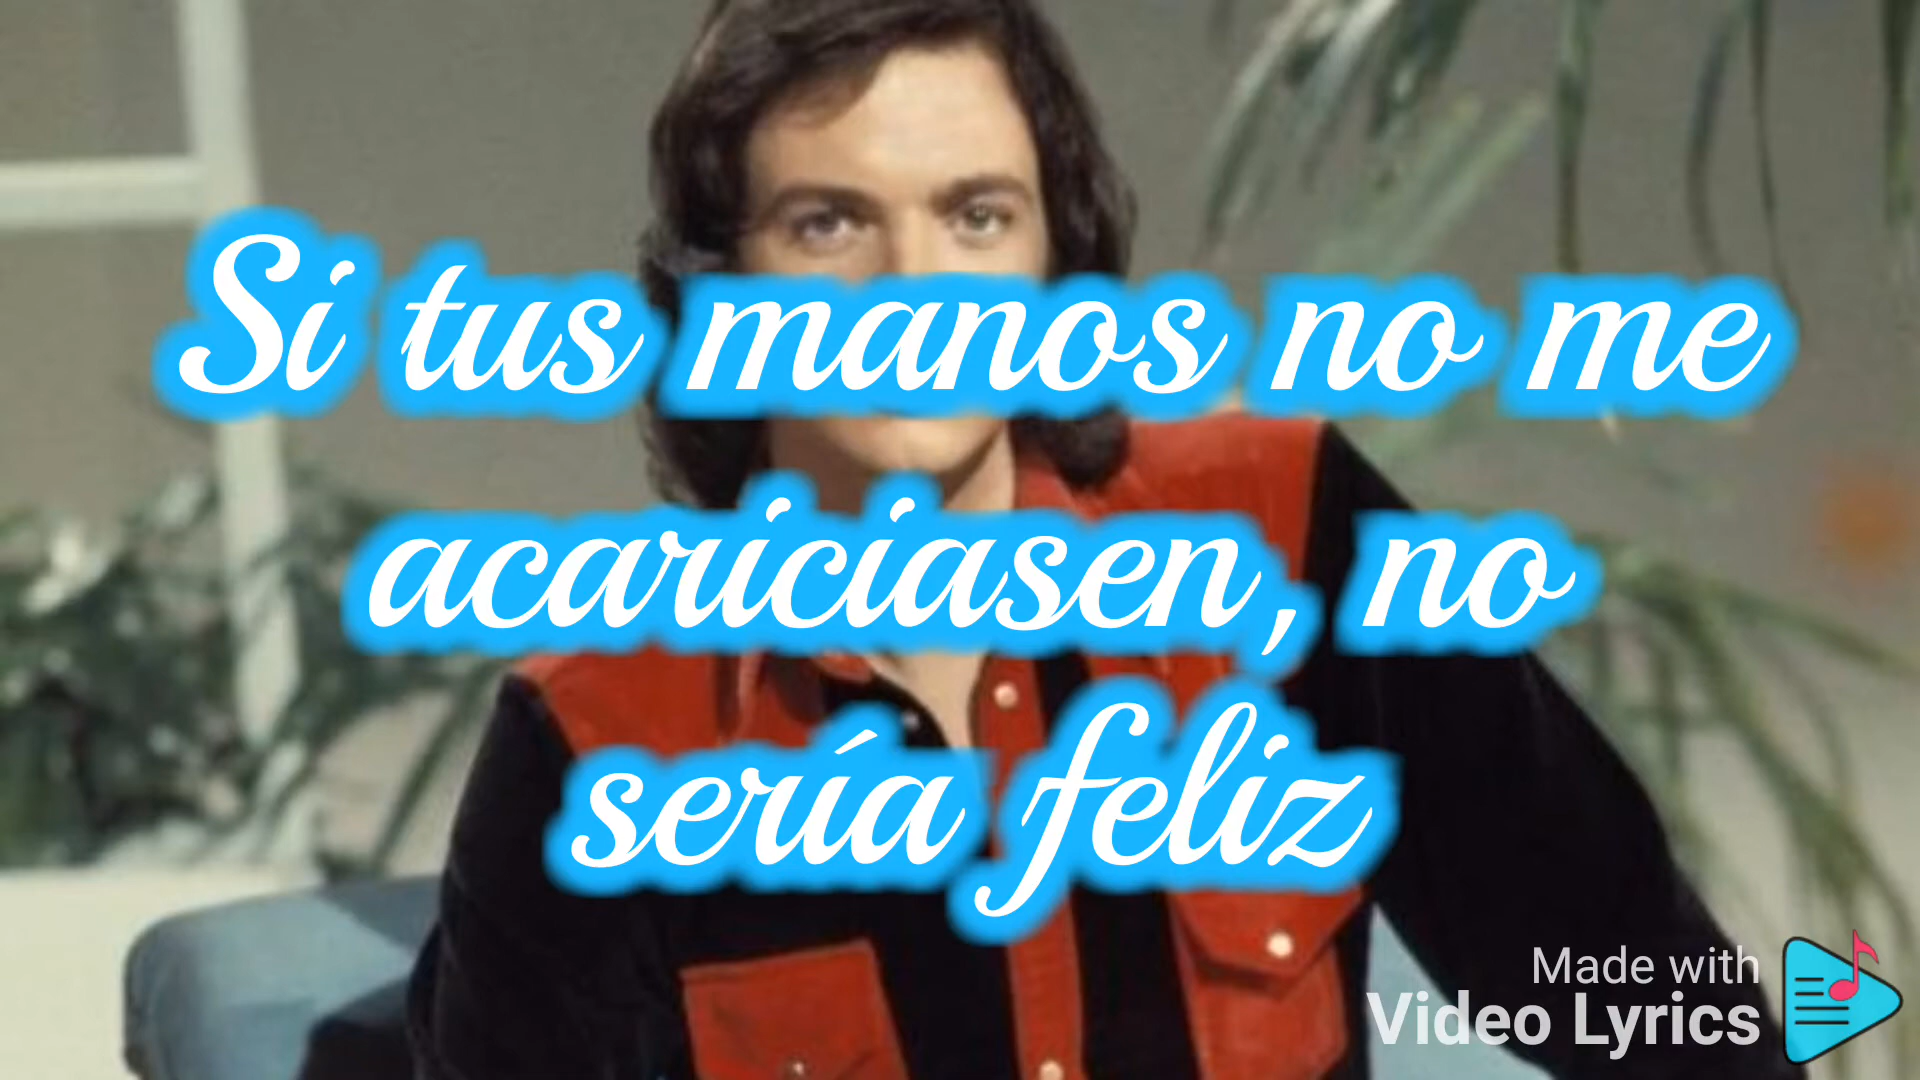 Si tus manos no me
acariciasen, no
sería feliz
Made with
Video Lyrics